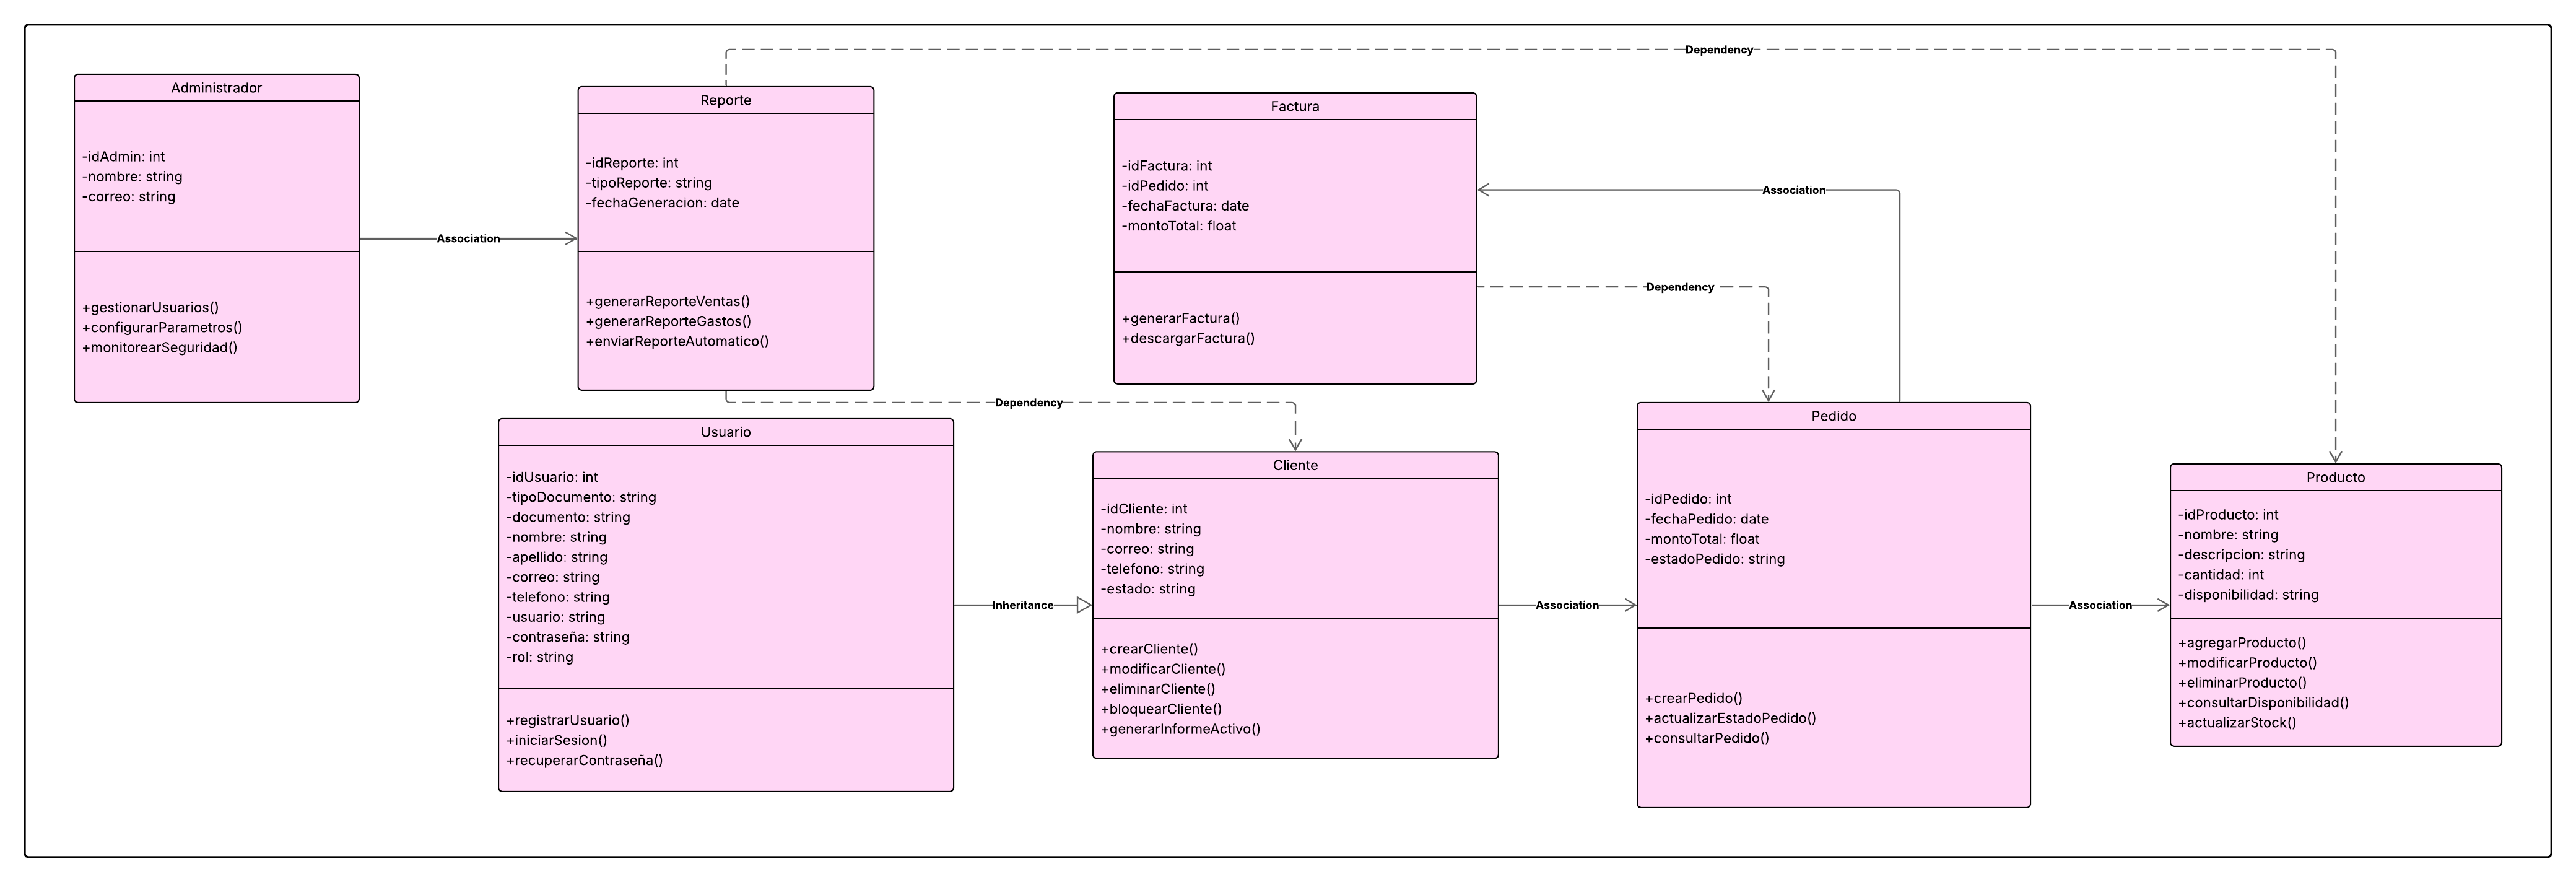 Dependency
Administrador
-idAdmin: int
-nombre: string
-correo: string
+gestionarUsuarios()
+configurarParametros()
+monitorearSeguridad()
Association
Reporte
-idReporte: int
-tipoReporte: string
-fechaGeneracion: date
+generarReporteVentas()
+generarReporteGastos()
+enviarReporteAutomatico()
Factura
-idFactura: int
-idPedido: int
-fechaFactura: date
-montoTotal: float
+generarFactura()
+descargarFactura()
Association
Dependency
Dependency
Usuario
-idUsuario: int
-tipoDocumento: string
-documento: string
-nombre: string
-apellido: string
-correo: string
-telefono: string
-usuario: string
-contraseña: string
-rol: string
+registrarUsuario()
+iniciarSesion()
+recuperarContraseña()
Inheritance
Cliente
-idCliente: int
-nombre: string
-correo: string
-telefono: string
-estado: string
+crearCliente()
+modificarCliente()
+eliminarCliente()
+bloquearCliente()
+generarInformeActivo()
Association
Pedido
-idPedido: int
-fechaPedido: date
-montoTotal: float
-estadoPedido: string
+crearPedido()
+actualizarEstadoPedido()
+consultarPedido()
Association
Producto
-idProducto: int
-nombre: string
-descripcion: string
-cantidad: int
-disponibilidad: string
+agregarProducto()
+modificarProducto()
+eliminarProducto()
+consultarDisponibilidad()
+actualizarStock()